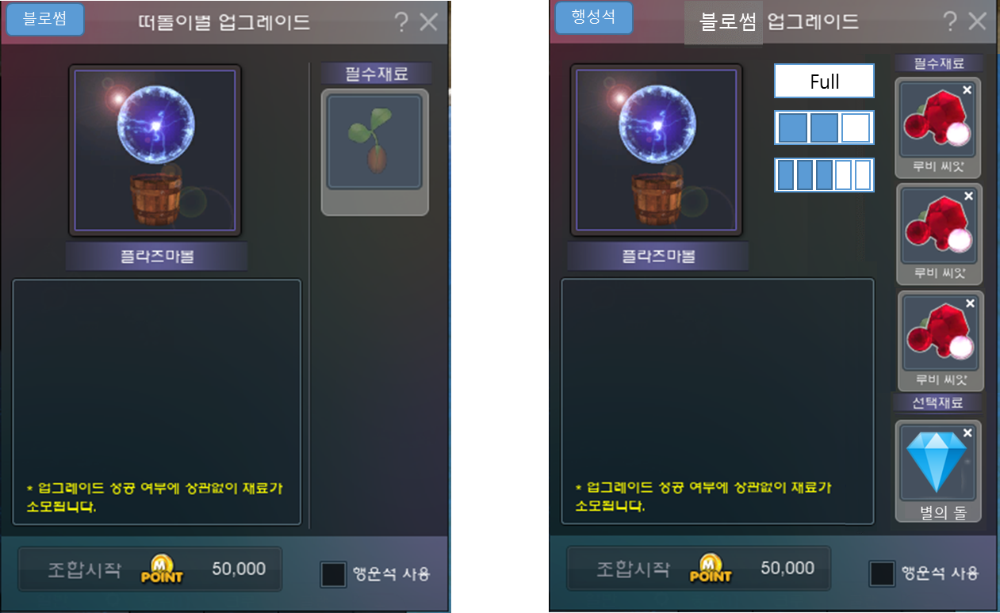 블로썸
떠돌이별 업그레이드
?
필수재료
플라즈마볼
* 업그레이드 성공 여부에 상관없이 재료가
소모됩니다.
조합시작
M
POINT
50,000
행운석 사용
행성석
블로썸 업그레이드
?
Full
필수재료
루비 씨앗
루비 씨앗
루비 씨앗
플라즈마볼
선택재료
별의 돌
* 업그레이드 성공 여부에 상관없이 재료가
소모됩니다.
조합시작
M
POINT
50,000
행운석 사용